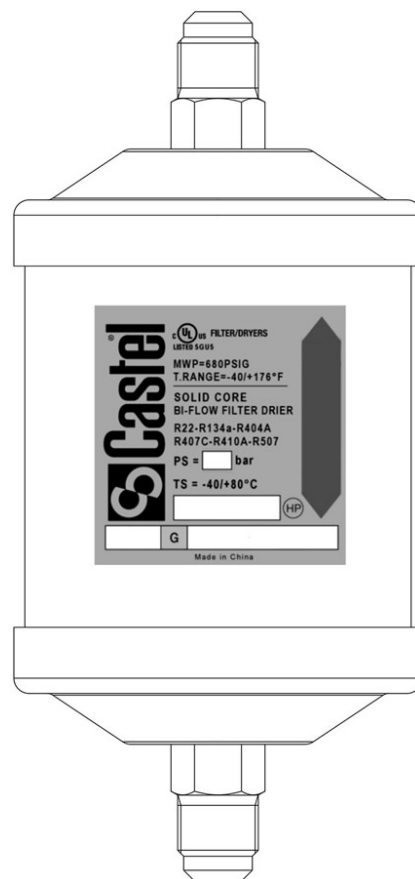 Castel®
c UL us FILTER/DRYERS
LISTED 5GU5
MWP=680PSIG
T.RANGE=-40/+176°F
SOLID CORE
BI-FLOW FILTER DRIER
R22-R134a-R404A
R407C-R410A-R507
PS = bar
TS = -40/+80°C
HP
G
Made in China